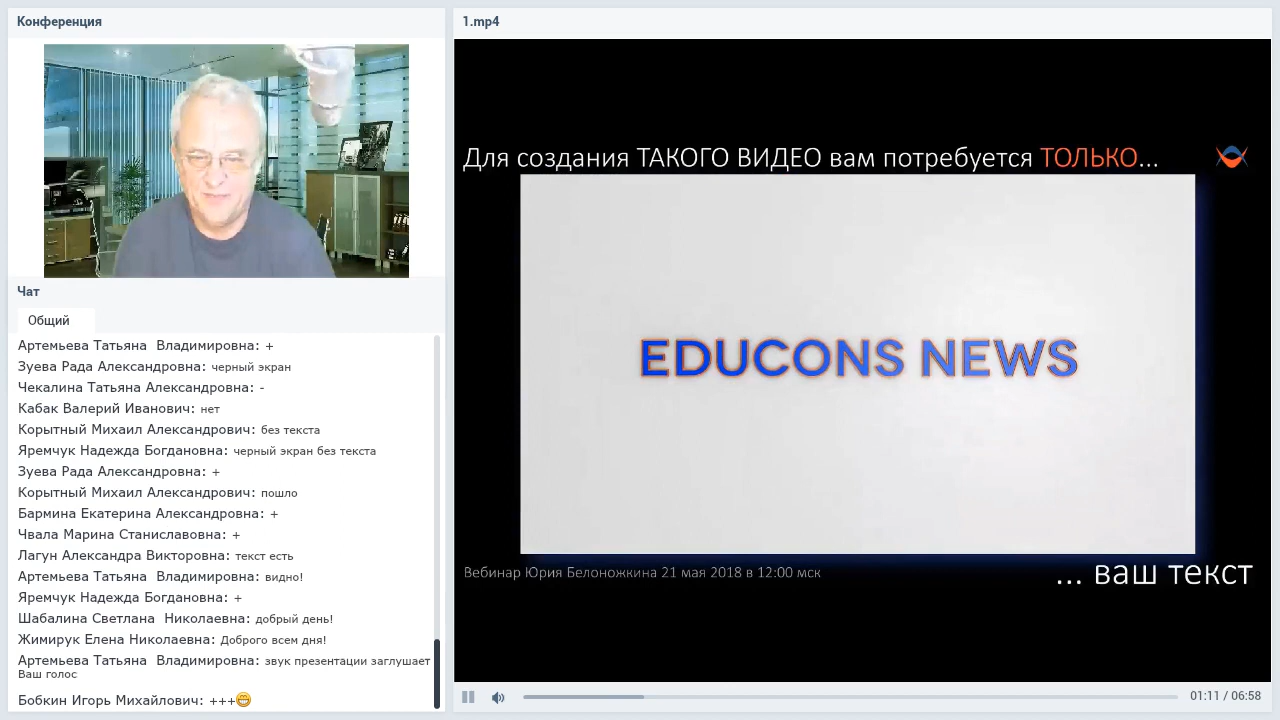 Конференция
1.mp4
Для создания ТАКОГО ВИДЕО вам потребуется ТОЛЬКО...
EDUCONS NEWS
Вебинар Юрия Белоножкина 21 мая 2018 в 12:00 мск
... ваш текст
01:11 / 06:58
Чат
Общий
Артемьева Татьяна Владимировна: +
Зуева Рада Александровна: черный экран
Чекалина Татьяна Александровна: -
Кабак Валерий Иванович: нет
Корытный Михаил Александрович: без текста
Яремчук Надежда Богдановна: черный экран без текста
Зуева Рада Александровна: +
Корытный Михаил Александрович: пошло
Бармина Екатерина Александровна: +
Чвала Марина Станиславовна: +
Лагун Александра Викторовна: текст есть
Артемьева Татьяна Владимировна: видно!
Яремчук Надежда Богдановна: +
Шабалина Светлана Николаевна: добрый день!
Жимирук Елена Николаевна: Доброго всем дня!
Артемьева Татьяна Владимировна: звук презентации заглушает
Ваш голос
Бобкин Игорь Михайлович: +++😁